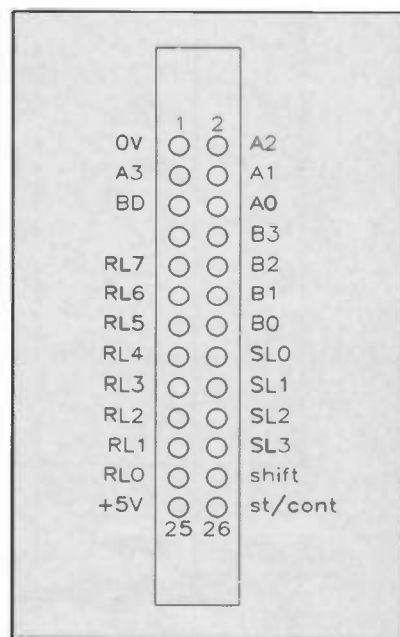 1 2
0V A2
A3 A1
BD A0
B3
RL7 B2
RL6 B1
RL5 B0
RL4 SL0
RL3 SL1
RL2 SL2
RL1 SL3
RL0 shift
+5V st/cont
25 26